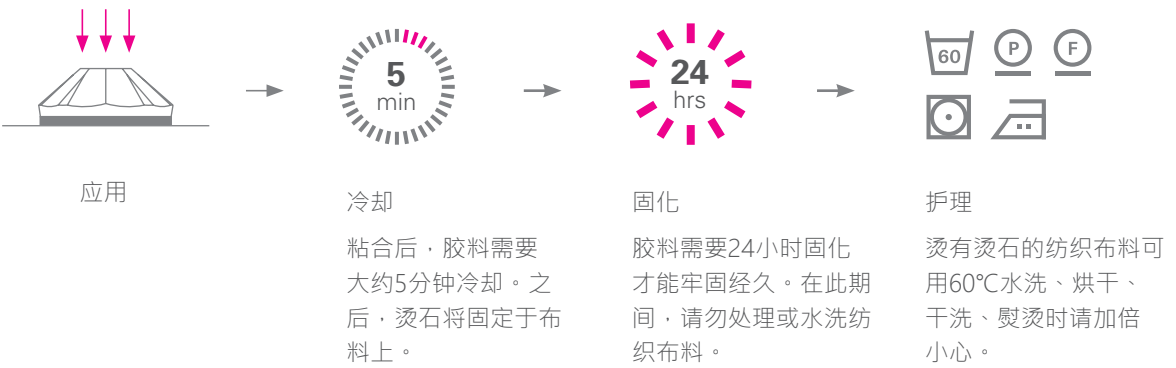 5
min
24
hrs
60
P
F
应用
冷却
粘合后，胶料需要
大约5分钟冷却。之
后，烫石将固定于布
料上。
固化
胶料需要24小时固化
才能牢固经久。在此期
间，请勿处理或水洗纺
织布料。
护理
烫有烫石的纺织布料可
用60℃水洗、烘干、
干洗、熨烫时请加倍
小心。